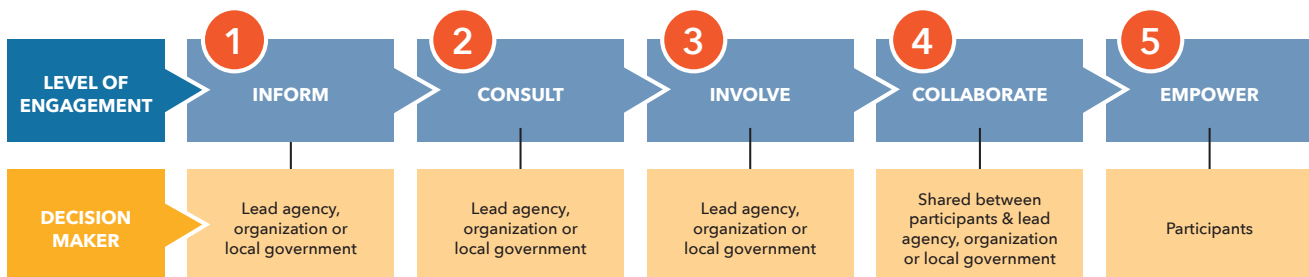 1
2
3
4
5
LEVEL OF
ENGAGEMENT
INFORM
CONSULT
INVOLVE
COLLABORATE
EMPOWER
DECISION
MAKER
Lead agency,
organization or
local government
Lead agency,
organization or
local government
Lead agency,
organization or
local government
Shared between
participants & lead
agency, organization
or local government
Participants